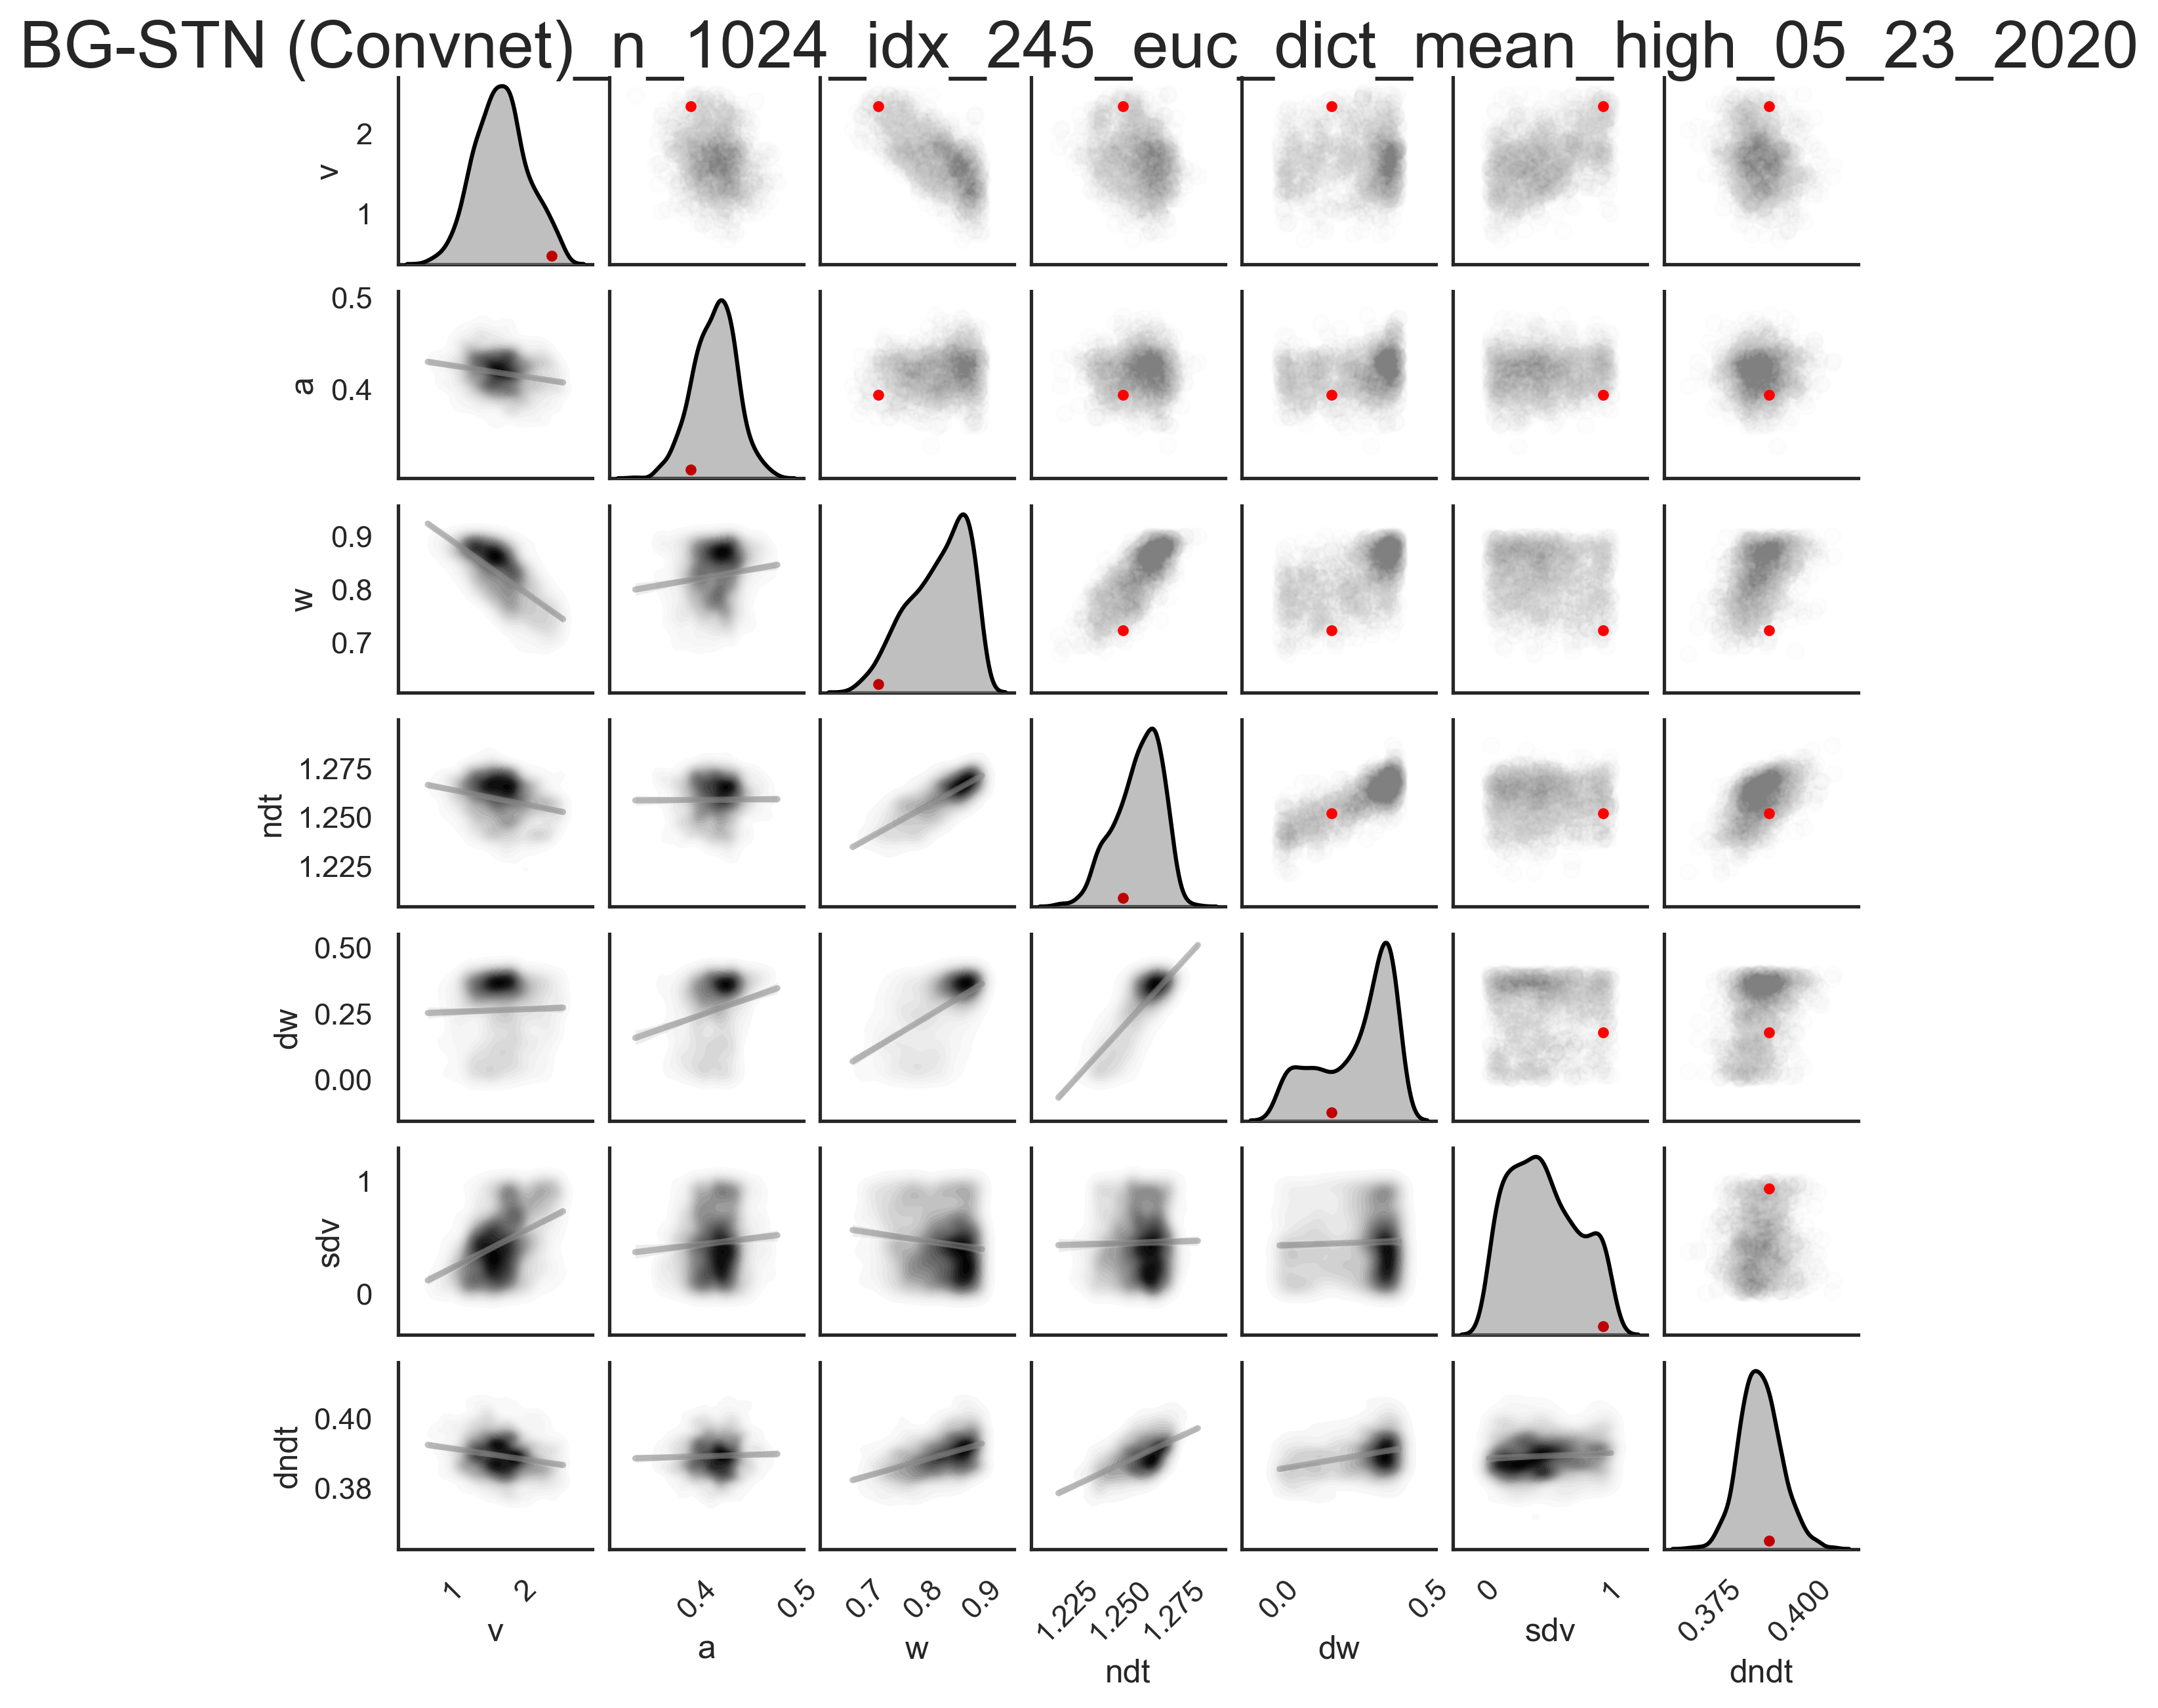 BG-STN (Convnet)_n_1024_idx_245_euc_dict_mean_high_05_23_2020
v
2
1
a
0.5
0.4
w
0.9
0.8
0.7
ndt
1.275
1.250
1.225
dw
0.50
0.25
0.00
sdv
1
0
dndt
0.40
0.38
1 2
0.4 0.5
0.7 0.8 0.9
1.225 1.250 1.275
0.0 0.5
0 1
0.375 0.400
v
a
w
ndt
dw
sdv
dndt